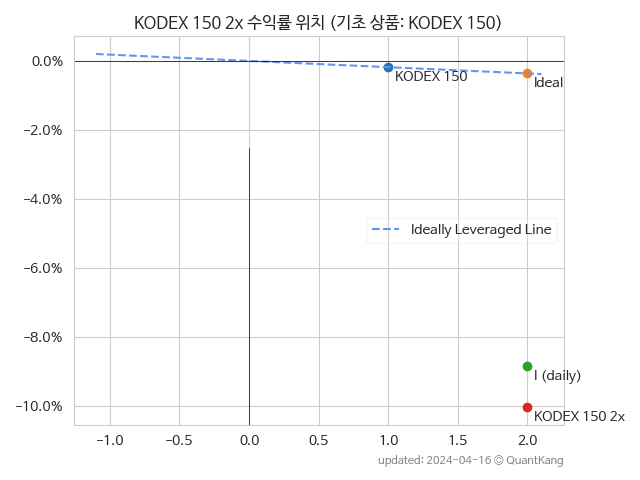 KODEX 150 2x 수익률 위치 (기초 상품: KODEX 150)
0.0%
−2.0%
−4.0%
−6.0%
−8.0%
−10.0%
KODEX 150
Ideal
Ideally Leveraged Line
I (daily)
KODEX 150 2x
−1.0 −0.5 0.0 0.5 1.0 1.5 2.0
updated: 2024−04−16 © QuantKang